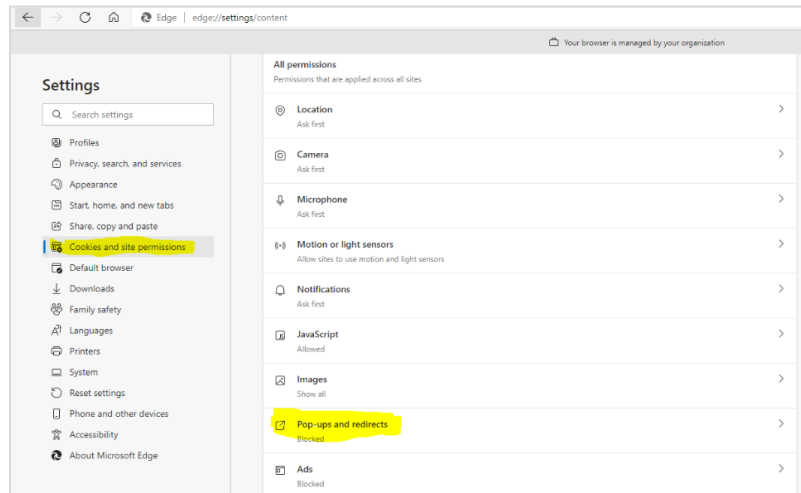 Edge | edge://settings/content
Your browser is managed by your organization
Settings
Search settings
Profiles
Privacy, search, and services
Appearance
Start, home, and new tabs
Share, copy and paste
Cookies and site permissions
Default browser
Downloads
Family safety
Languages
Printers
System
Reset settings
Phone and other devices
Accessibility
About Microsoft Edge
All permissions
Permissions that are applied across all sites
Location
Ask first
Camera
Ask first
Microphone
Ask first
Motion or light sensors
Allow sites to use motion and light sensors
Notifications
Ask first
JavaScript
Allowed
Images
Show all
Pop-ups and redirects
Blocked
Ads
Blocked